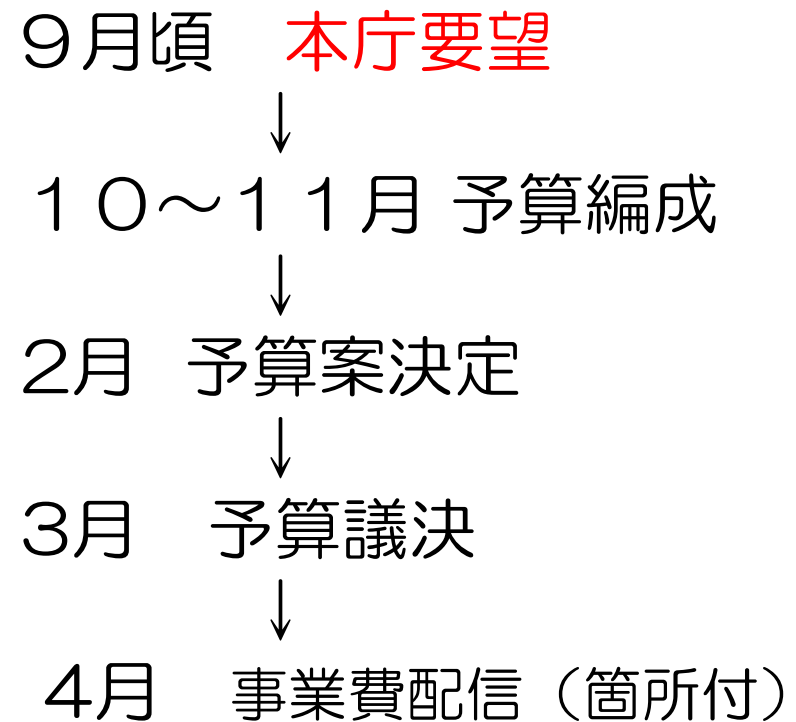 ９月頃　本庁要望
↓
１０～１１月 予算編成
↓
２月　予算案決定
↓
３月　予算議決
↓
４月　事業費配信（箇所付）